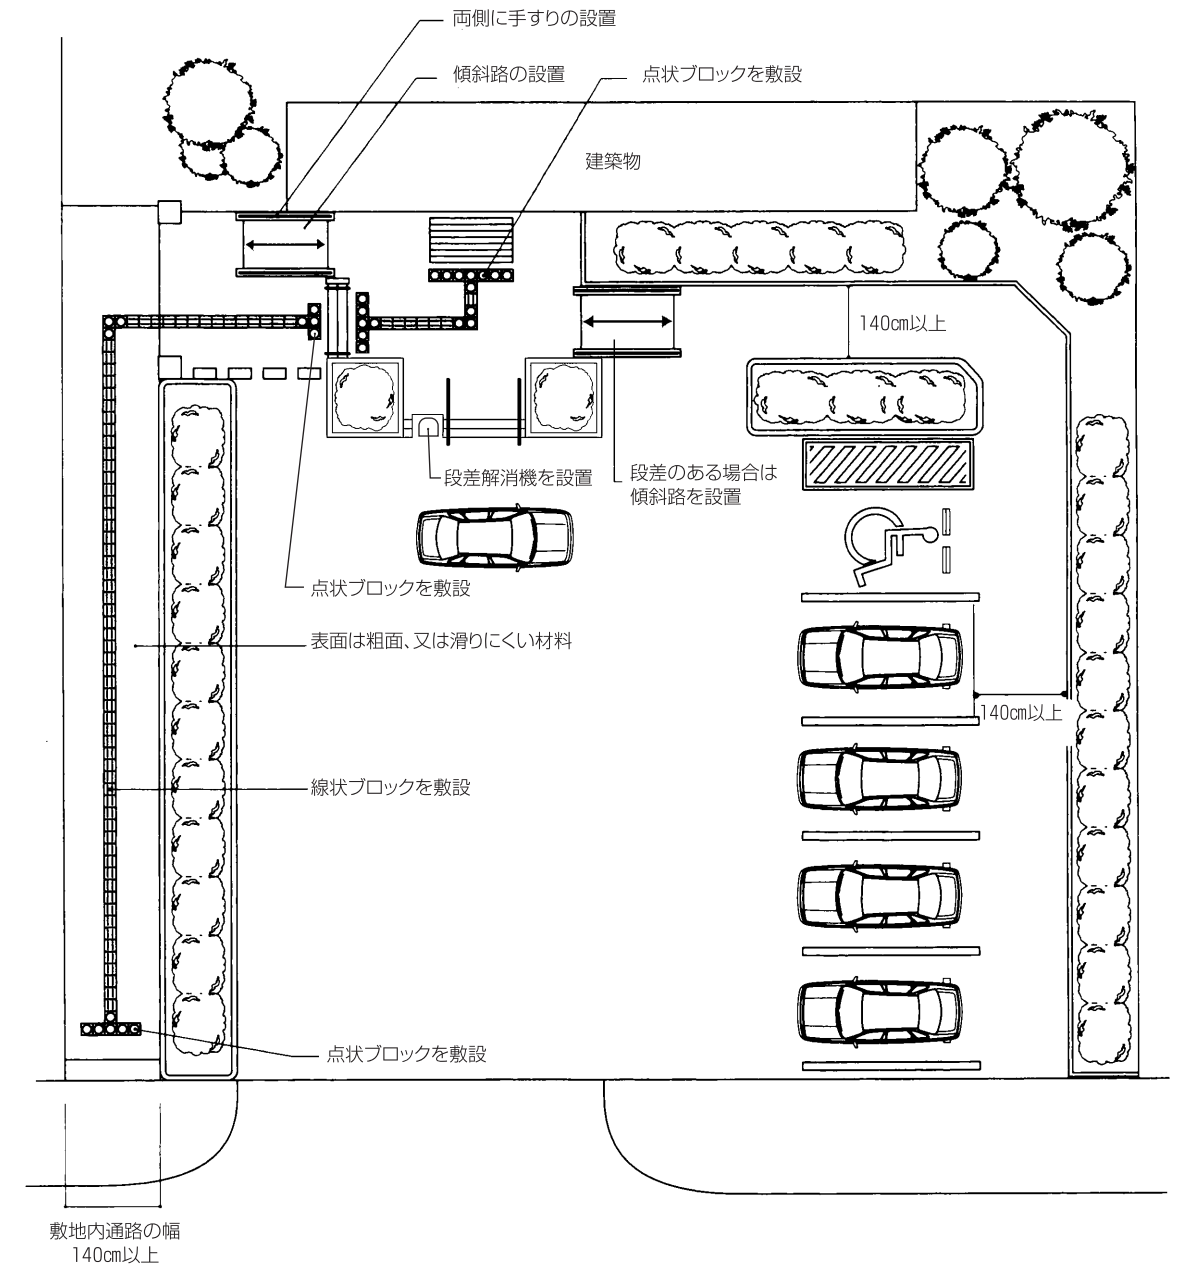 両側に手すりの設置
傾斜路の設置
点状ブロックを敷設
建築物
140㎝以上
段差解消機を設置
段差のある場合は
傾斜路を設置
点状ブロックを敷設
表面は粗面、又は滑りにくい材料
140㎝以上
線状ブロックを敷設
点状ブロックを敷設
敷地内通路の幅
140㎝以上